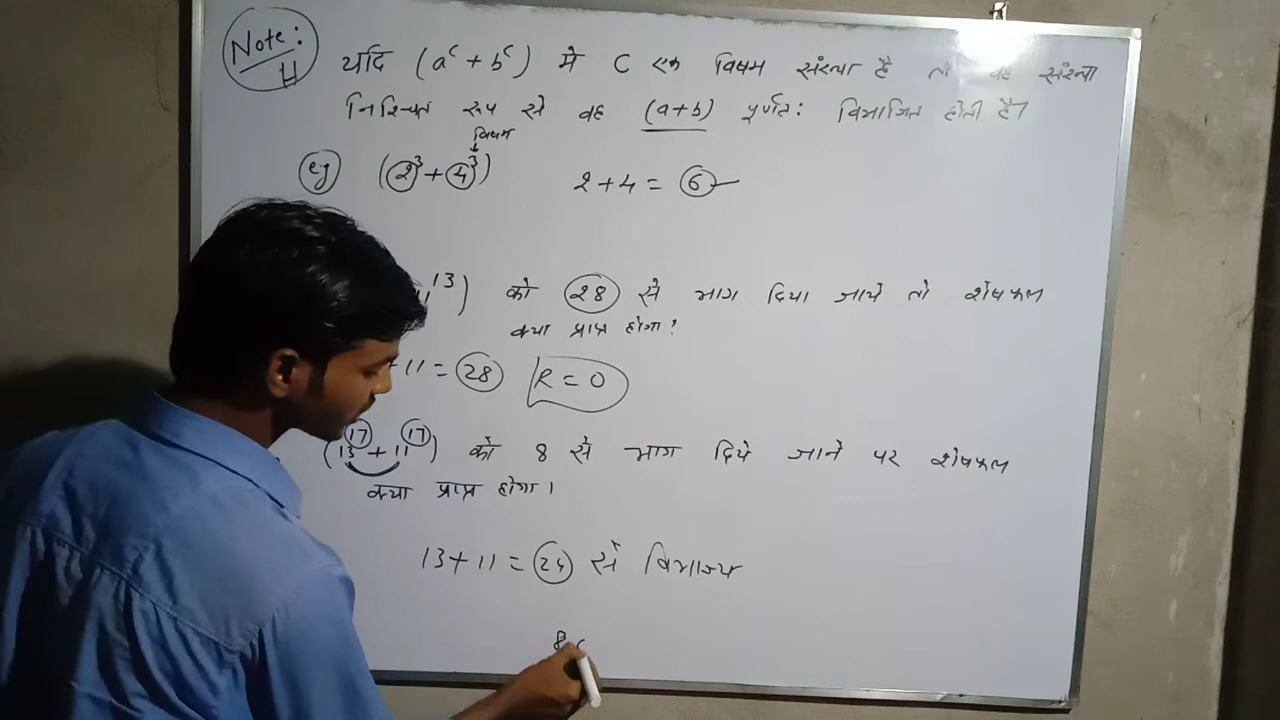 Note:
यदि (a^c + b^c) मे C एक विषम संख्या है तो वह संख्या
निश्चित रूप से वह (a+b) पूर्णत: विभाजित होती है।
विषम
eg (2^3 + 4^3) 2+4 = 6
13) को 28 से भाग दिया जाये तो शेषफल
क्या प्राप्त होगा?
+11 = 28 R = 0
(13^17 + 11^17) को 8 से भाग दिये जाने पर शेषफल
क्या प्राप्त होगा।
13+11 = 24 से विभाज्य
8